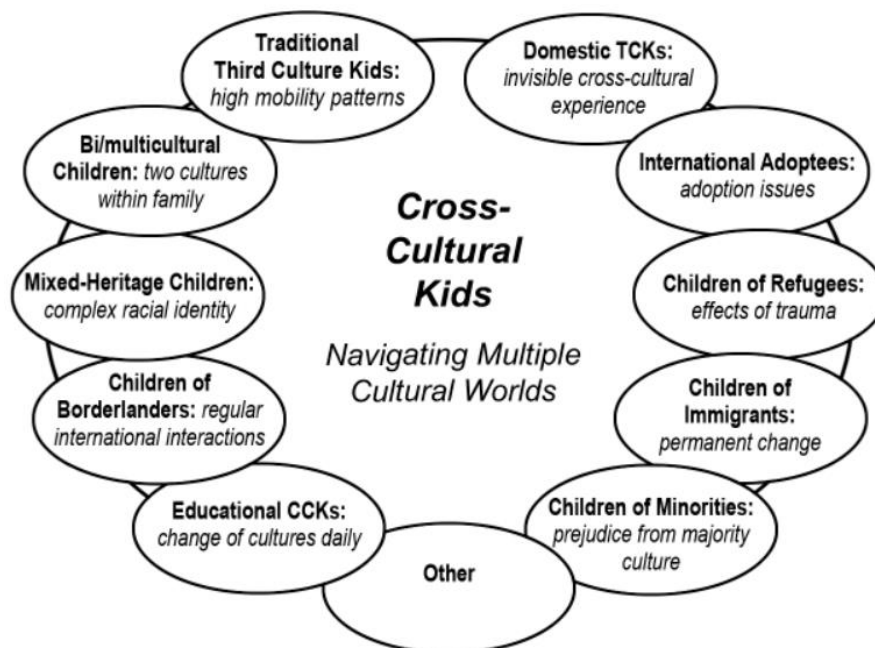 Traditional
Third Culture Kids:
high mobility patterns
Domestic TCKs:
invisible cross-cultural
experience
Bi/multicultural
Children: two cultures
within family
International Adoptees:
adoption issues
Cross-
Cultural
Kids
Navigating Multiple
Cultural Worlds
Mixed-Heritage Children:
complex racial identity
Children of Refugees:
effects of trauma
Children of
Borderlanders: regular
international interactions
Children of
Immigrants:
permanent change
Educational CCKs:
change of cultures daily
Children of Minorities:
prejudice from majority
culture
Other